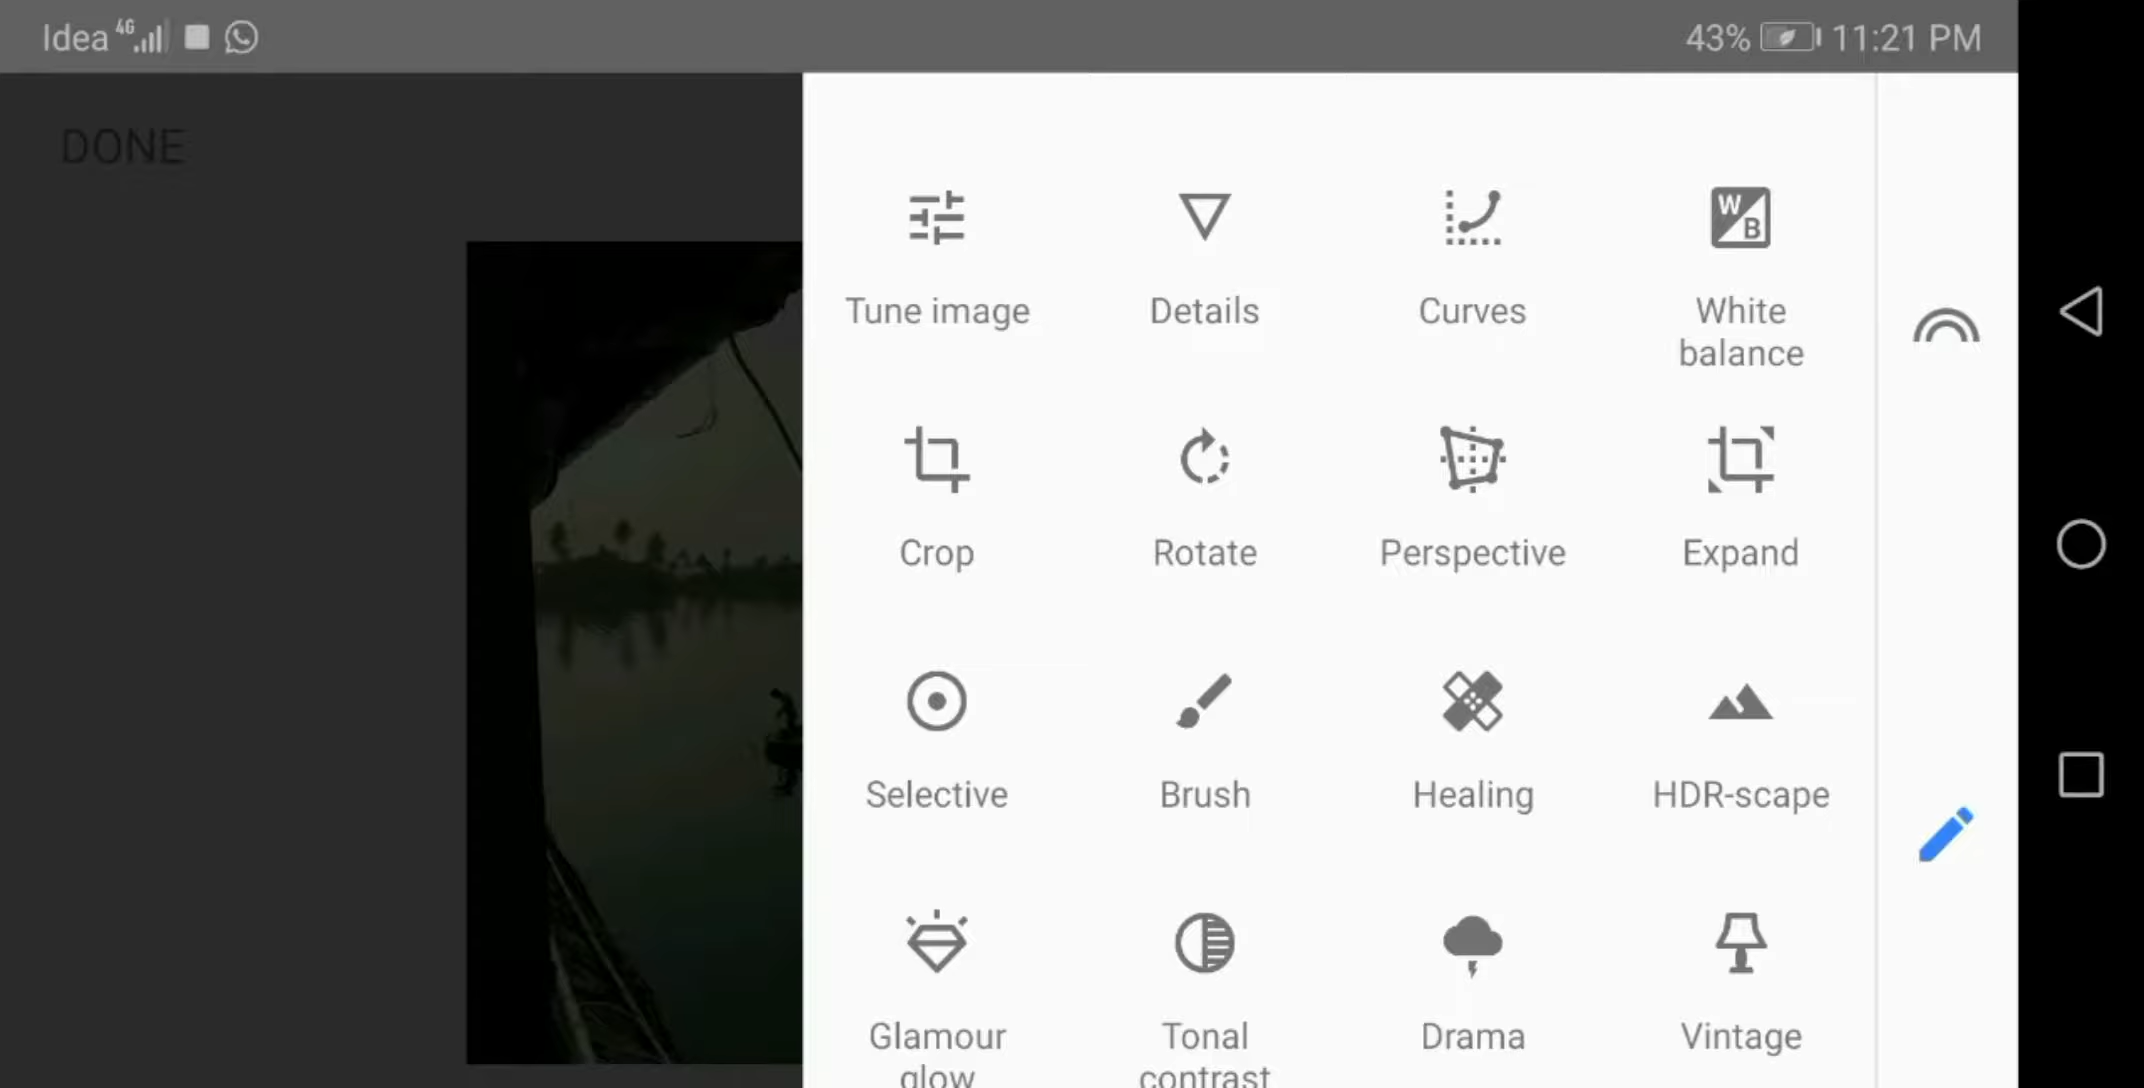 Idea 4G 43% 11:21 PM
DONE
Tune image Details Curves White balance
Crop Rotate Perspective Expand
Selective Brush Healing HDR-scape
Glamour glow Tonal contrast Drama Vintage